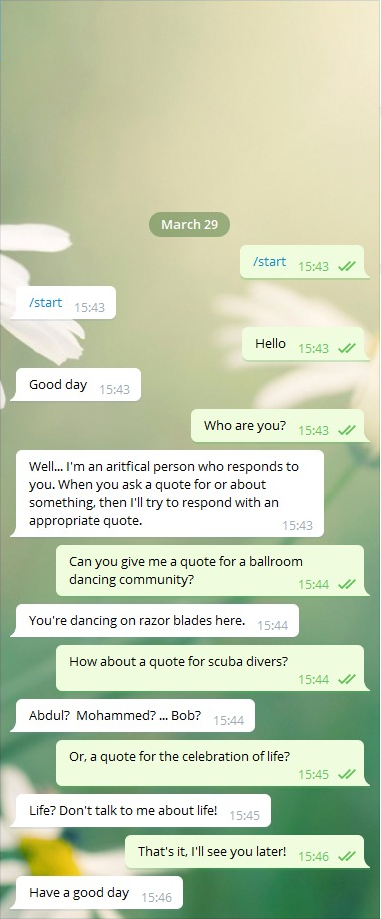 March 29
/start 15:43
/start 15:43
Hello 15:43
Good day 15:43
Who are you? 15:43
Well... I'm an aritfical person who responds to
you. When you ask a quote for or about
something, then I'll try to respond with an
appropriate quote. 15:43
Can you give me a quote for a ballroom
dancing community? 15:44
You're dancing on razor blades here. 15:44
How about a quote for scuba divers?
15:44
Abdul? Mohammed? ... Bob? 15:44
Or, a quote for the celebration of life?
15:45
Life? Don't talk to me about life! 15:45
That's it, I'll see you later! 15:46
Have a good day 15:46